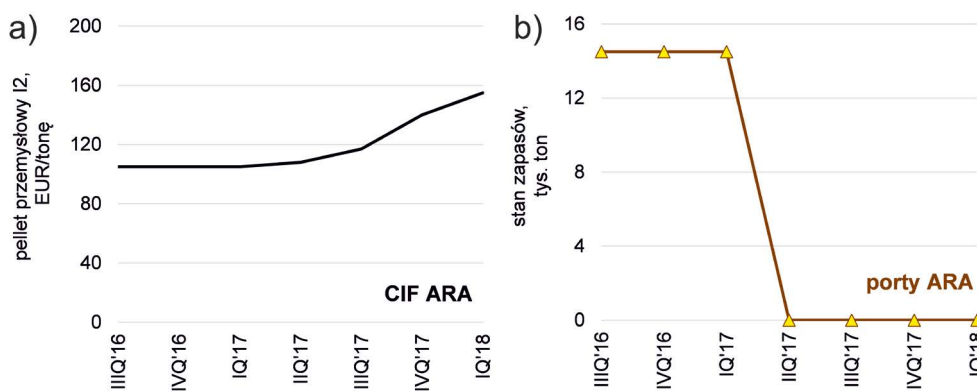 a)
pellet przemysłowy I2,
EUR/tonę
200
160
120
80
40
0
CIF ARA
IIIQ'16
IVQ'16
IQ'17
IIQ'17
IIIQ'17
IVQ'17
IQ'18
b)
stan zapasów,
tys. ton
16
12
8
4
0
porty ARA
IIIQ'16
IVQ'16
IQ'17
IIQ'17
IIIQ'17
IVQ'17
IQ'18